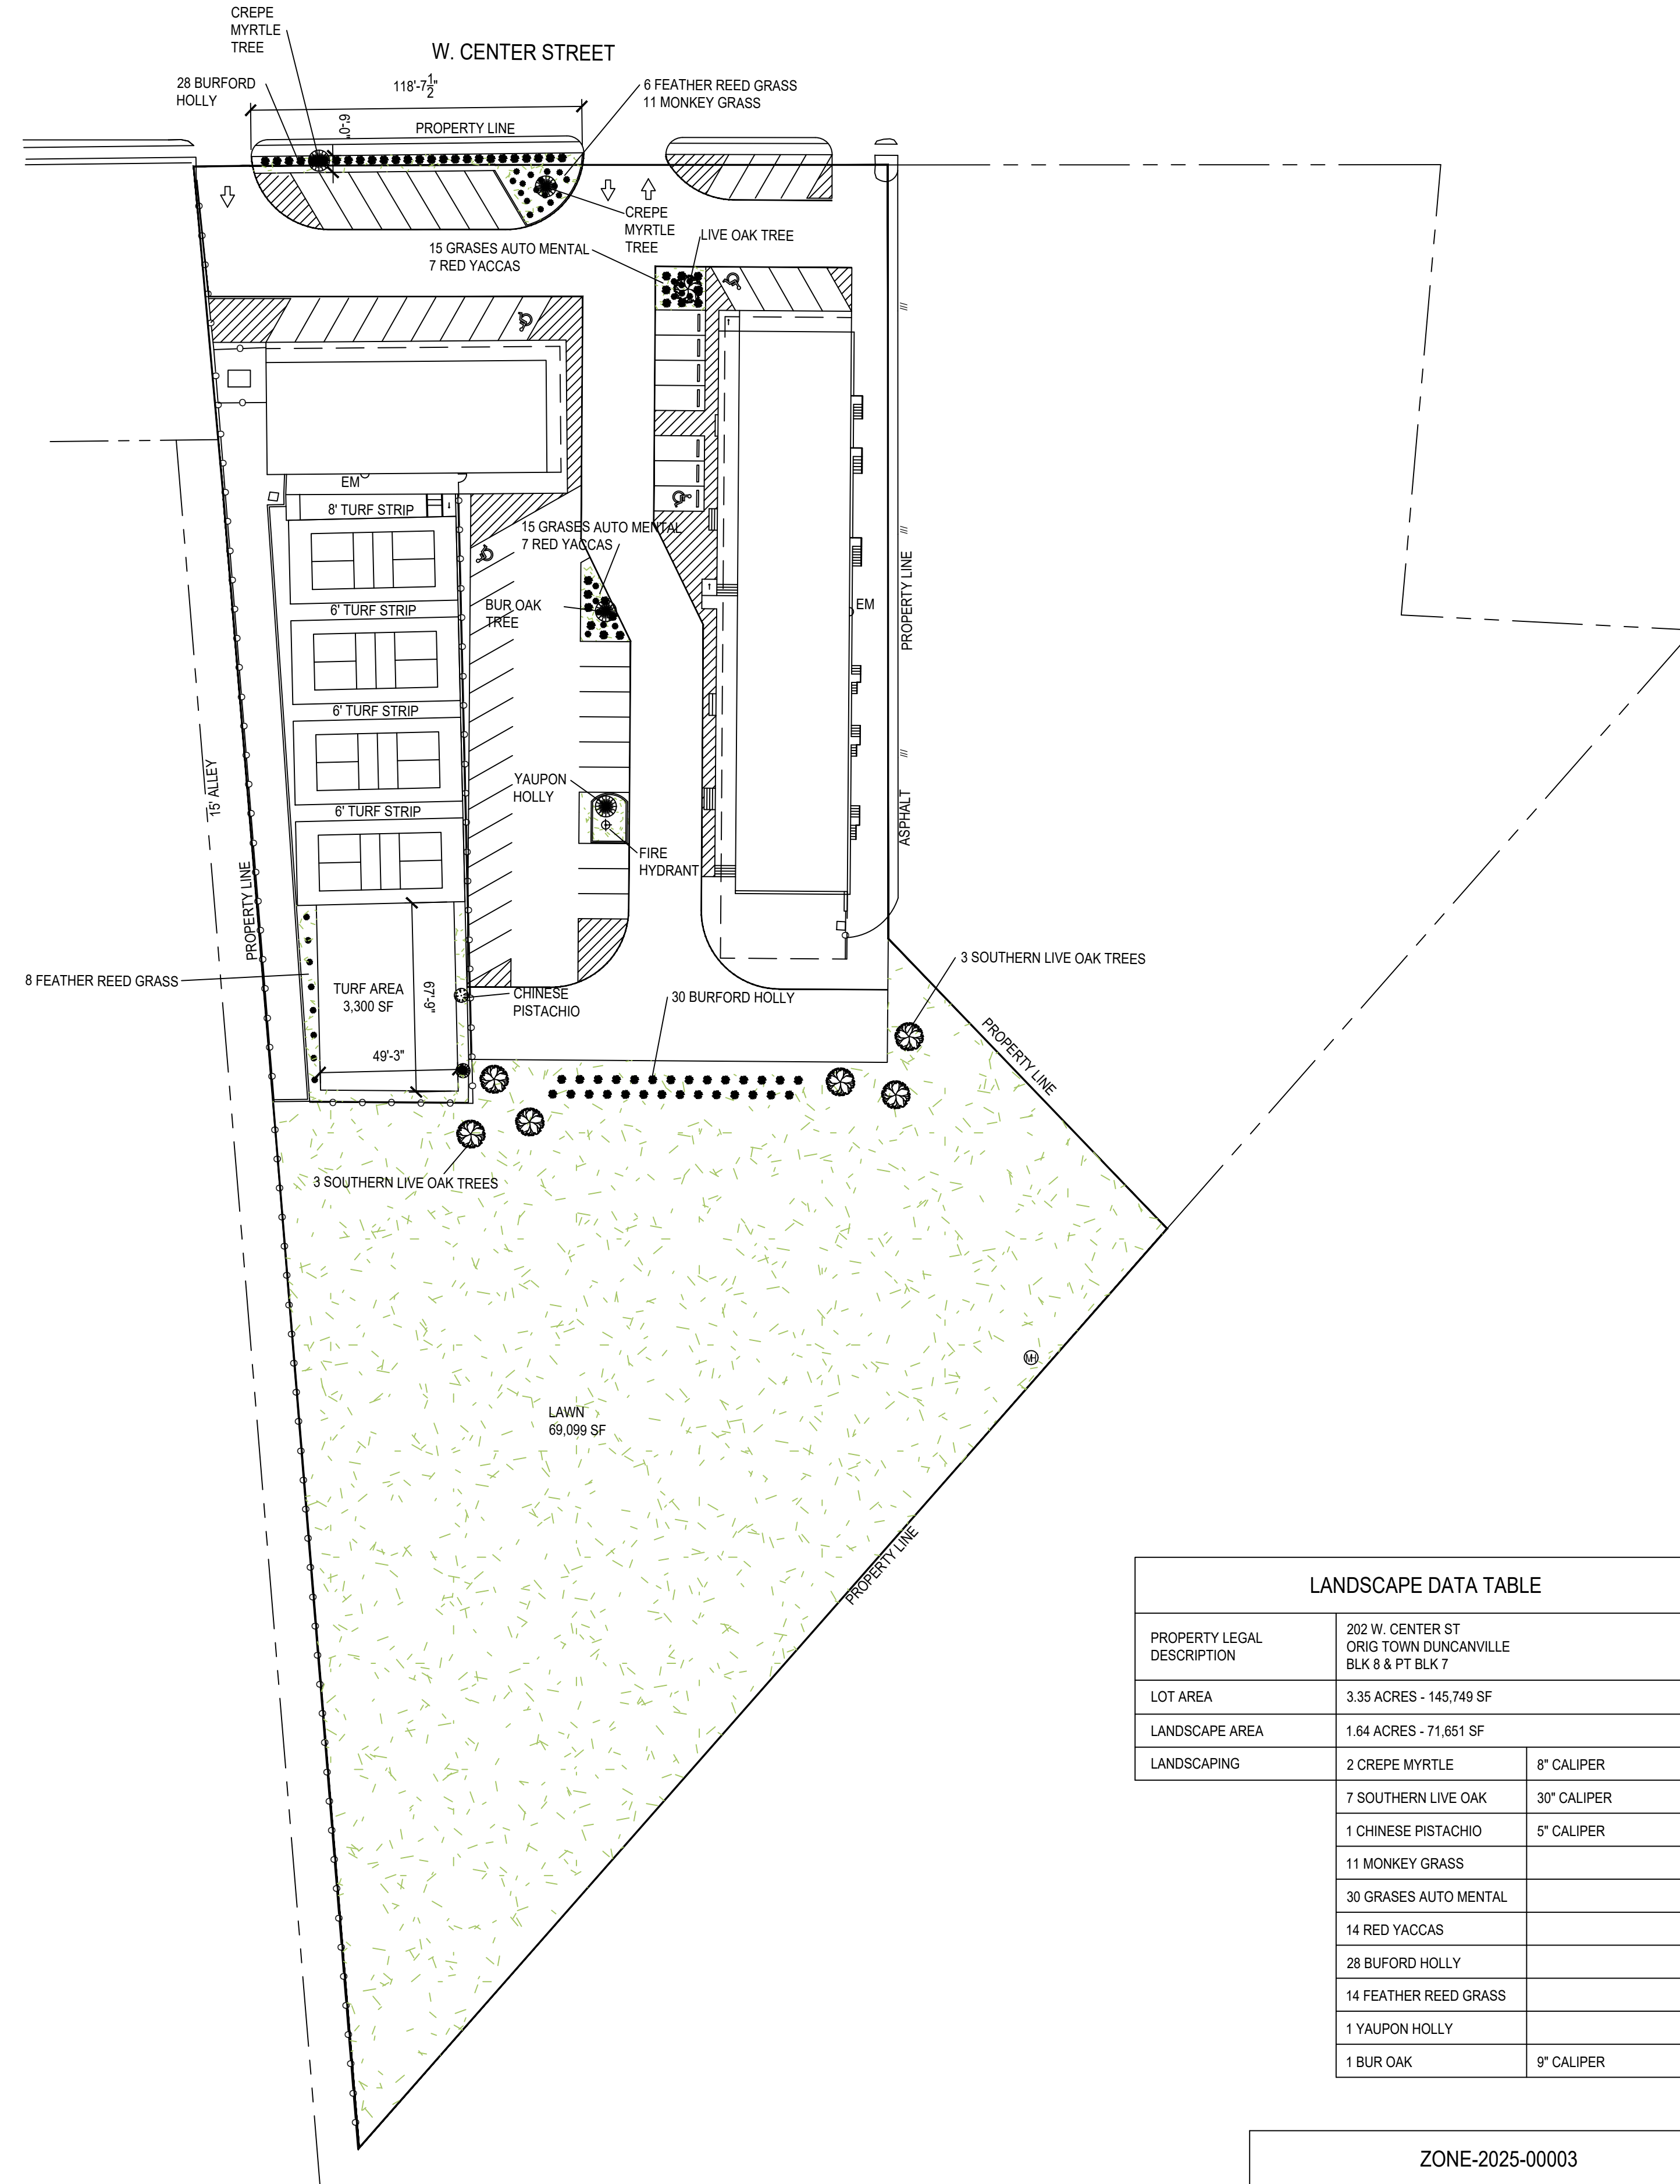 CREPE
MYRTLE
TREE
W. CENTER STREET
28 BURFORD
HOLLY
118'-7 1/2"
6 FEATHER REED GRASS
11 MONKEY GRASS
6'-0"
PROPERTY LINE
CREPE
MYRTLE
TREE
LIVE OAK TREE
15 GRASES AUTO MENTAL
7 RED YACCAS
EM
8' TURF STRIP
15 GRASES AUTO MENTAL
7 RED YACCAS
BUR OAK
TREE
6' TURF STRIP
EM
PROPERTY LINE
6' TURF STRIP
15' ALLEY
YAUPON
HOLLY
6' TURF STRIP
ASPHALT
FIRE
HYDRANT
PROPERTY LINE
8 FEATHER REED GRASS
TURF AREA
3,300 SF
67'-9"
49'-3"
CHINESE
PISTACHIO
30 BURFORD HOLLY
3 SOUTHERN LIVE OAK TREES
PROPERTY LINE
3 SOUTHERN LIVE OAK TREES
MH
LAWN
69,099 SF
PROPERTY LINE
LANDSCAPE DATA TABLE
PROPERTY LEGAL
DESCRIPTION
202 W. CENTER ST
ORIG TOWN DUNCANVILLE
BLK 8 & PT BLK 7
LOT AREA
3.35 ACRES - 145,749 SF
LANDSCAPE AREA
1.64 ACRES - 71,651 SF
LANDSCAPING
2 CREPE MYRTLE
8" CALIPER
7 SOUTHERN LIVE OAK
30" CALIPER
1 CHINESE PISTACHIO
5" CALIPER
11 MONKEY GRASS
30 GRASES AUTO MENTAL
14 RED YACCAS
28 BUFORD HOLLY
14 FEATHER REED GRASS
1 YAUPON HOLLY
1 BUR OAK
9" CALIPER
ZONE-2025-00003